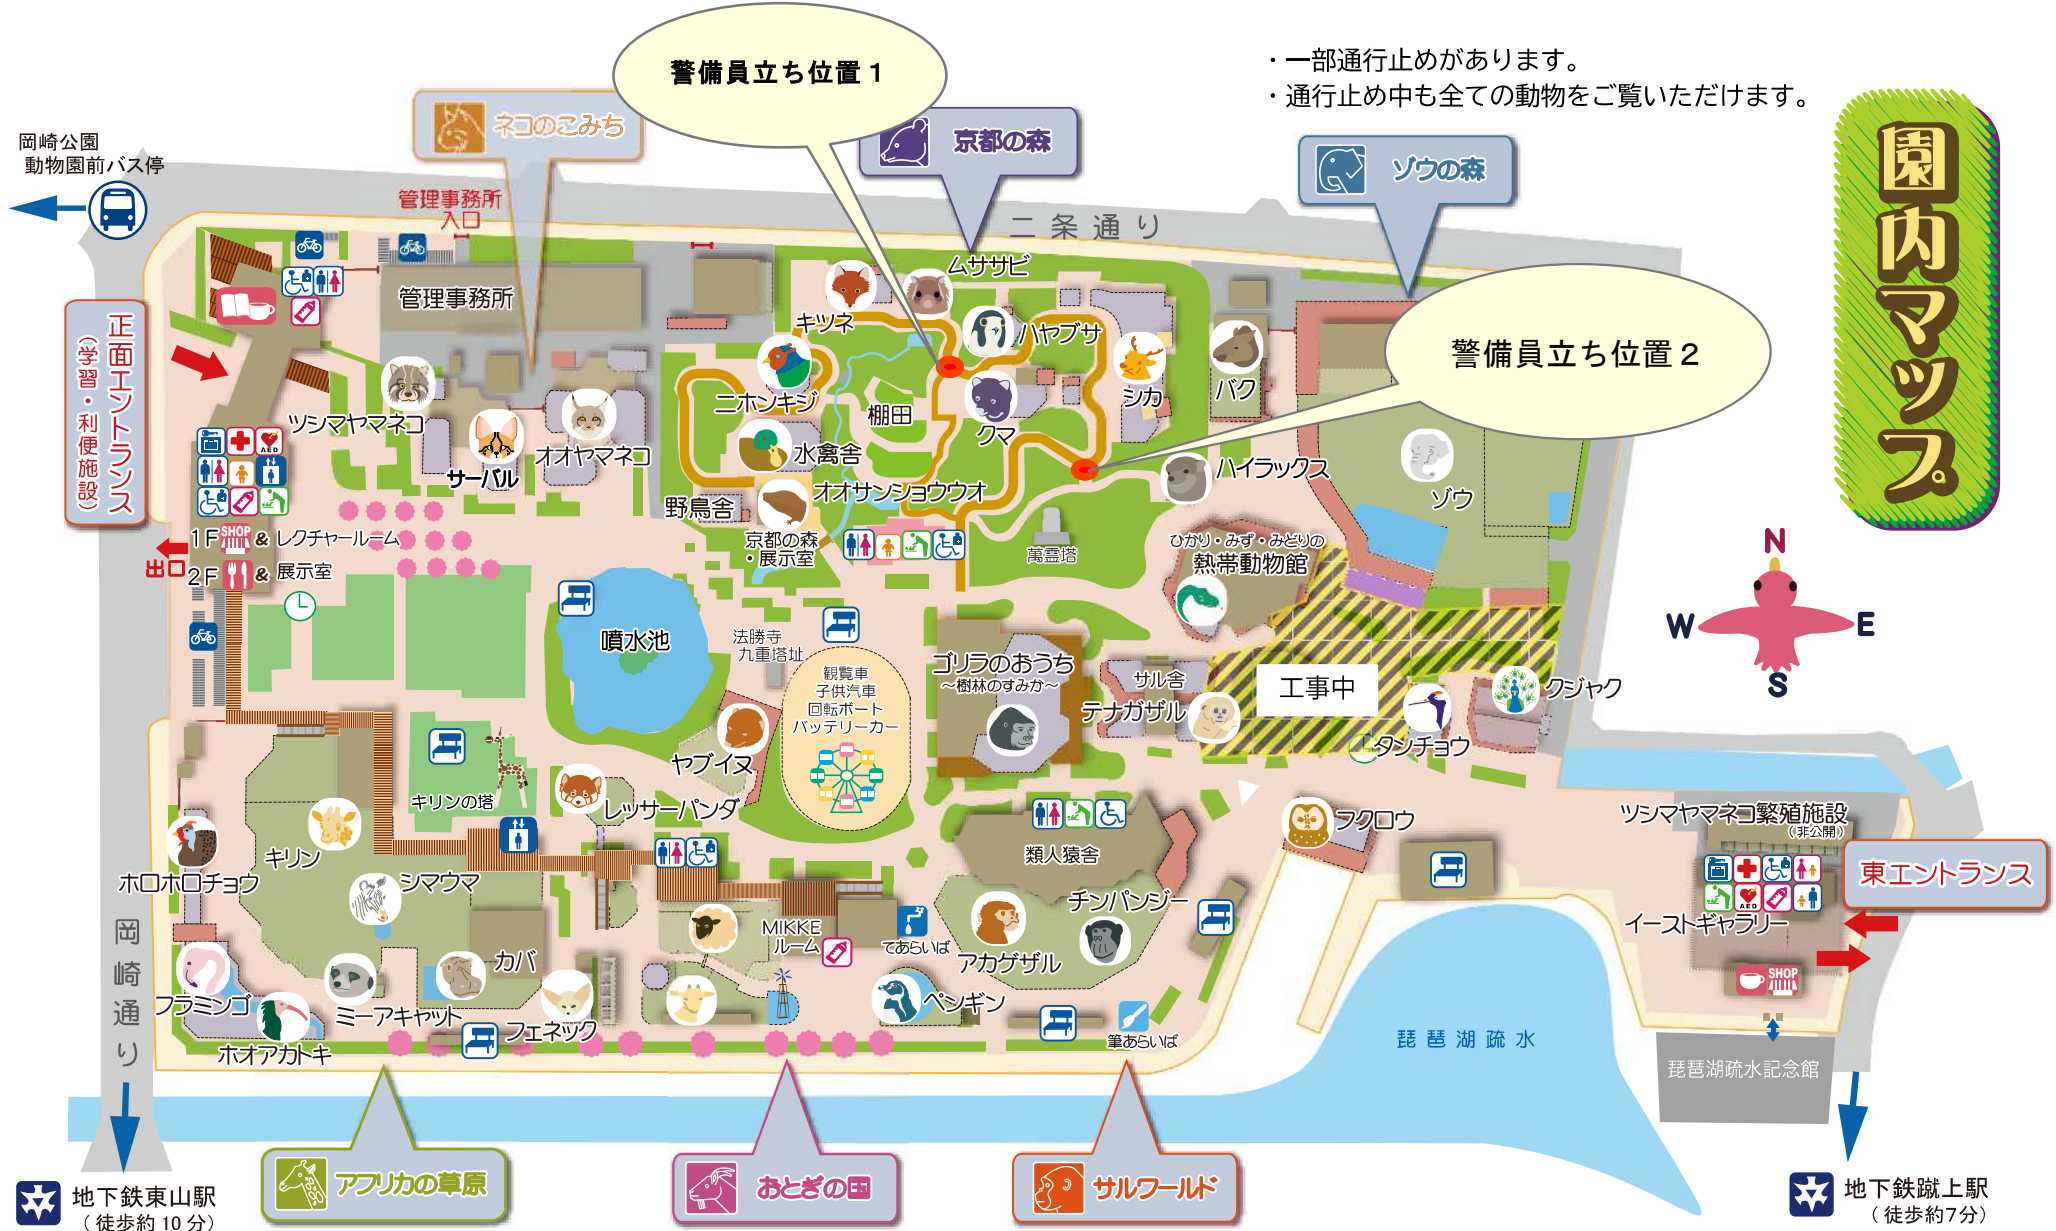 警備員立ち位置1
・一部通行止めがあります。
・通行止め中も全ての動物をご覧いただけます。
園内マップ
ネコのこみち
京都の森
ゾウの森
岡崎公園
動物園前バス停
管理事務所
入口
二条通り
ムササビ
管理事務所
キツネ
ハヤブサ
警備員立ち位置2
正面エントランス
（学習・利便施設）
ツシマヤマネコ
サーバル
オオヤマネコ
ニホンキジ
棚田
クマ
シカ
バク
水禽舎
ハイラックス
ゾウ
野鳥舎
オオサンショウウオ
京都の森
・展示室
萬霊塔
ひかり・みず・みどりの
熱帯動物館
AED
1F SHOP & レクチャールーム
出口
2F & 展示室
N
W
E
S
噴水池
法勝寺
九重塔址
観覧車
子供汽車
回転ボート
バッテリーカー
ゴリラのおうち
〜樹林のすみか〜
サル舎
テナガザル
工事中
クジャク
タンチョウ
ヤブイヌ
キリンの塔
レッサーパンダ
ツシマヤマネコ繁殖施設
（非公開）
フクロウ
キリン
類人猿舎
東エントランス
ホロホロチョウ
シマウマ
AED
チンパンジー
イーストギャラリー
MIKKE
ルーム
てあらいば
アカゲザル
カバ
SHOP
岡崎通り
フラミンゴ
ミーアキャット
フェネック
ペンギン
ホオアカトキ
筆あらいば
琵琶湖疏水
琵琶湖疏水記念館
アフリカの草原
おとぎの国
サルワールド
地下鉄東山駅
（徒歩約10分）
地下鉄蹴上駅
（徒歩約7分）